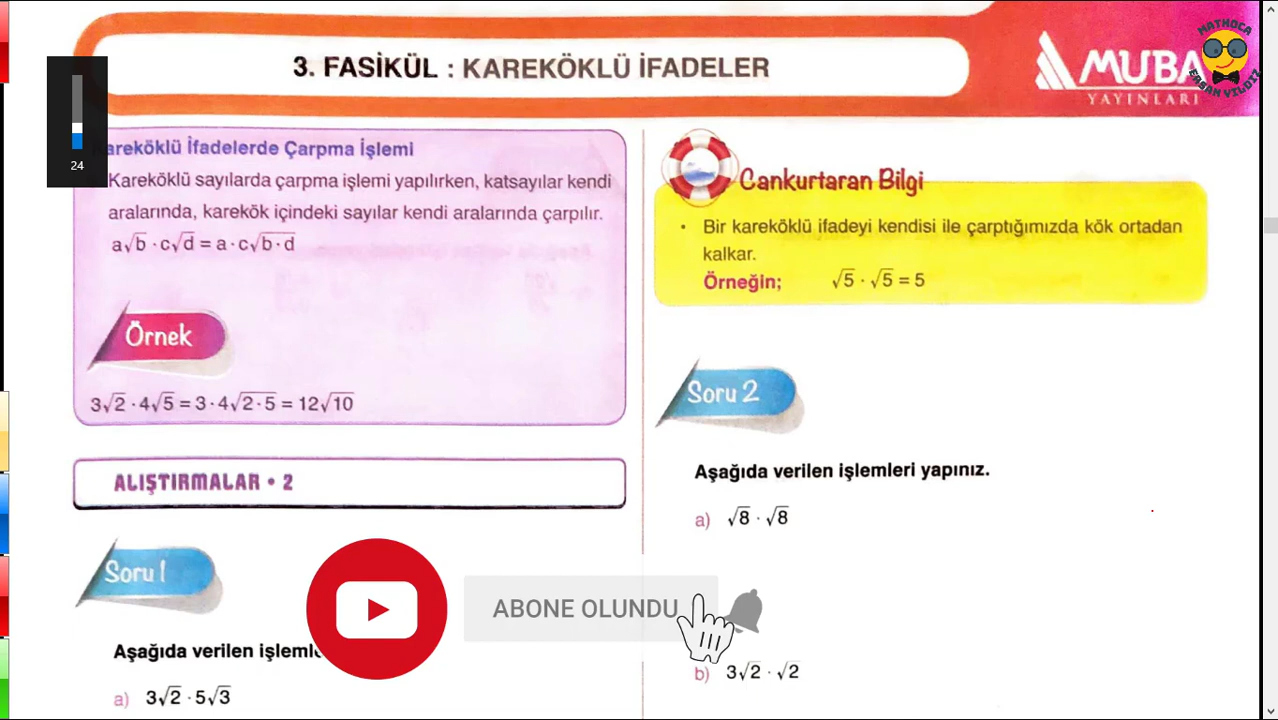 3. FASİKÜL : KAREKÖKLÜ İFADELER
MUBA
YAYINLARI
MATHOCA
ERBAN YILDIZ
24
areköklü İfadelerde Çarpma İşlemi
Kareköklü sayılarda çarpma işlemi yapılırken, katsayılar kendi
aralarında, karekök içindeki sayılar kendi aralarında çarpılır.
a√b · c√d = a · c√b · d
Örnek
3√2 · 4√5 = 3 · 4√2 · 5 = 12√10
ALIŞTIRMALAR • 2
Soru 1
Aşağıda verilen işleml
a) 3√2 · 5√3
Cankurtaran Bilgi
• Bir kareköklü ifadeyi kendisi ile çarptığımızda kök ortadan
kalkar.
Örneğin; √5 · √5 = 5
Soru 2
Aşağıda verilen işlemleri yapınız.
a) √8 · √8
b) 3√2 · √2
ABONE OLUNDU